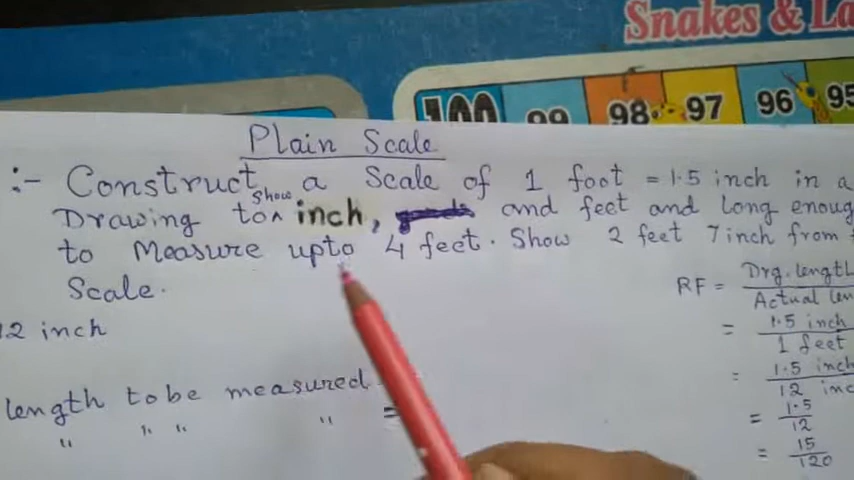 Snakes & La
100 99 98 97 96 95
Plain Scale
:- Construct a Scale of 1 foot = 1.5 inch in a
Drawing to show inch, and feet and long enoug
to Measure upto 4 feet. Show 2 feet 7 inch from
Scale.
RF = Drg. length
Actual len
12 inch
= 1.5 inch
1 feet
= 1.5 inch
12 inc
length to be measured
= 1.5
12
" " " " =
= 15
120